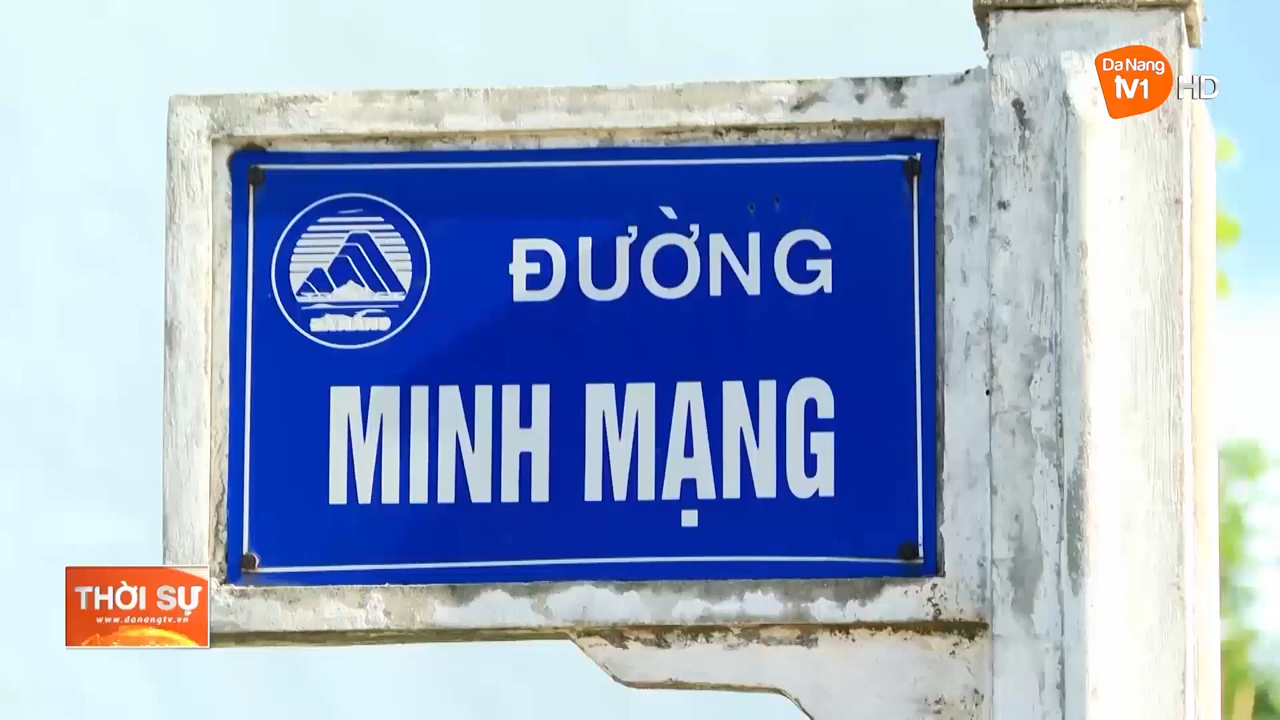 Da Nang
TV1 HD
ĐƯỜNG
MINH MẠNG
THỜI SỰ
www.danangtv.vn